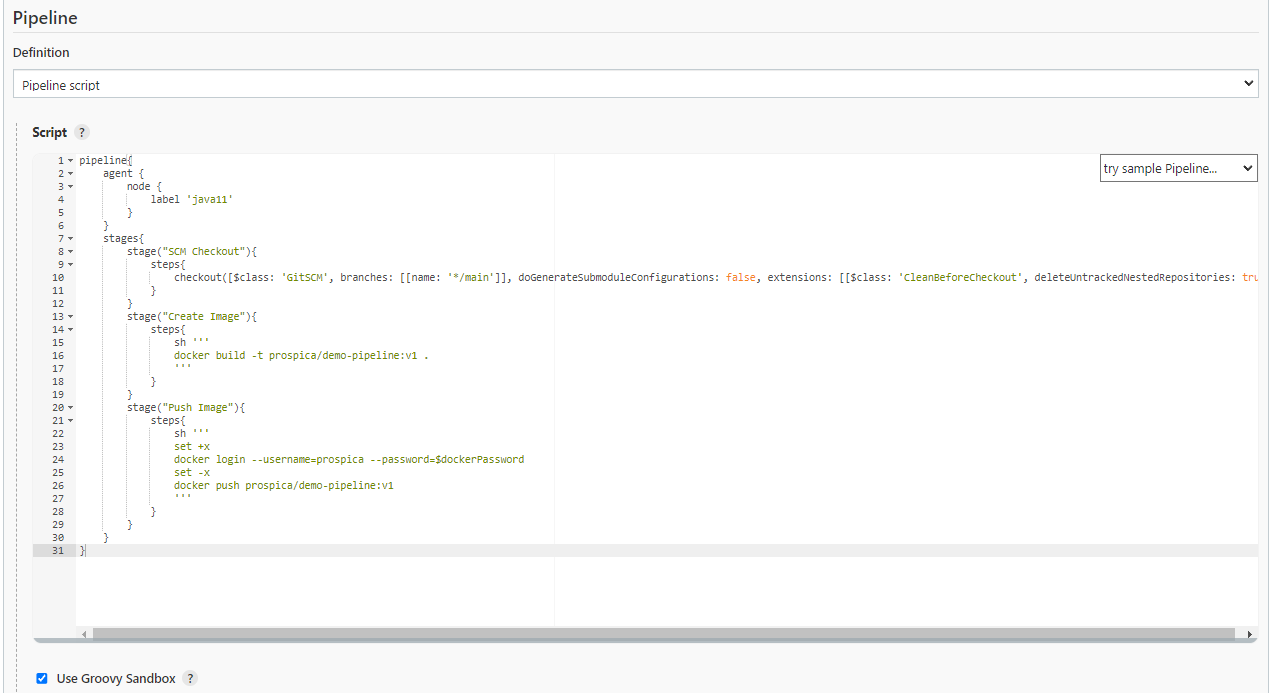 Pipeline
Definition
Pipeline script
Script ?
try sample Pipeline...
1 pipeline{
2 agent {
3 node {
4 label 'java11'
5 }
6 }
7 stages{
8 stage("SCM Checkout"){
9 steps{
10 checkout([$class: 'GitSCM', branches: [[name: '*/main']], doGenerateSubmoduleConfigurations: false, extensions: [[$class: 'CleanBeforeCheckout', deleteUntrackedNestedRepositories: tru
11 }
12 }
13 stage("Create Image"){
14 steps{
15 sh '''
16 docker build -t prospica/demo-pipeline:v1 .
17 '''
18 }
19 }
20 stage("Push Image"){
21 steps{
22 sh '''
23 set +x
24 docker login --username=prospica --password=$dockerPassword
25 set -x
26 docker push prospica/demo-pipeline:v1
27 '''
28 }
29 }
30 }
31 }
Use Groovy Sandbox ?